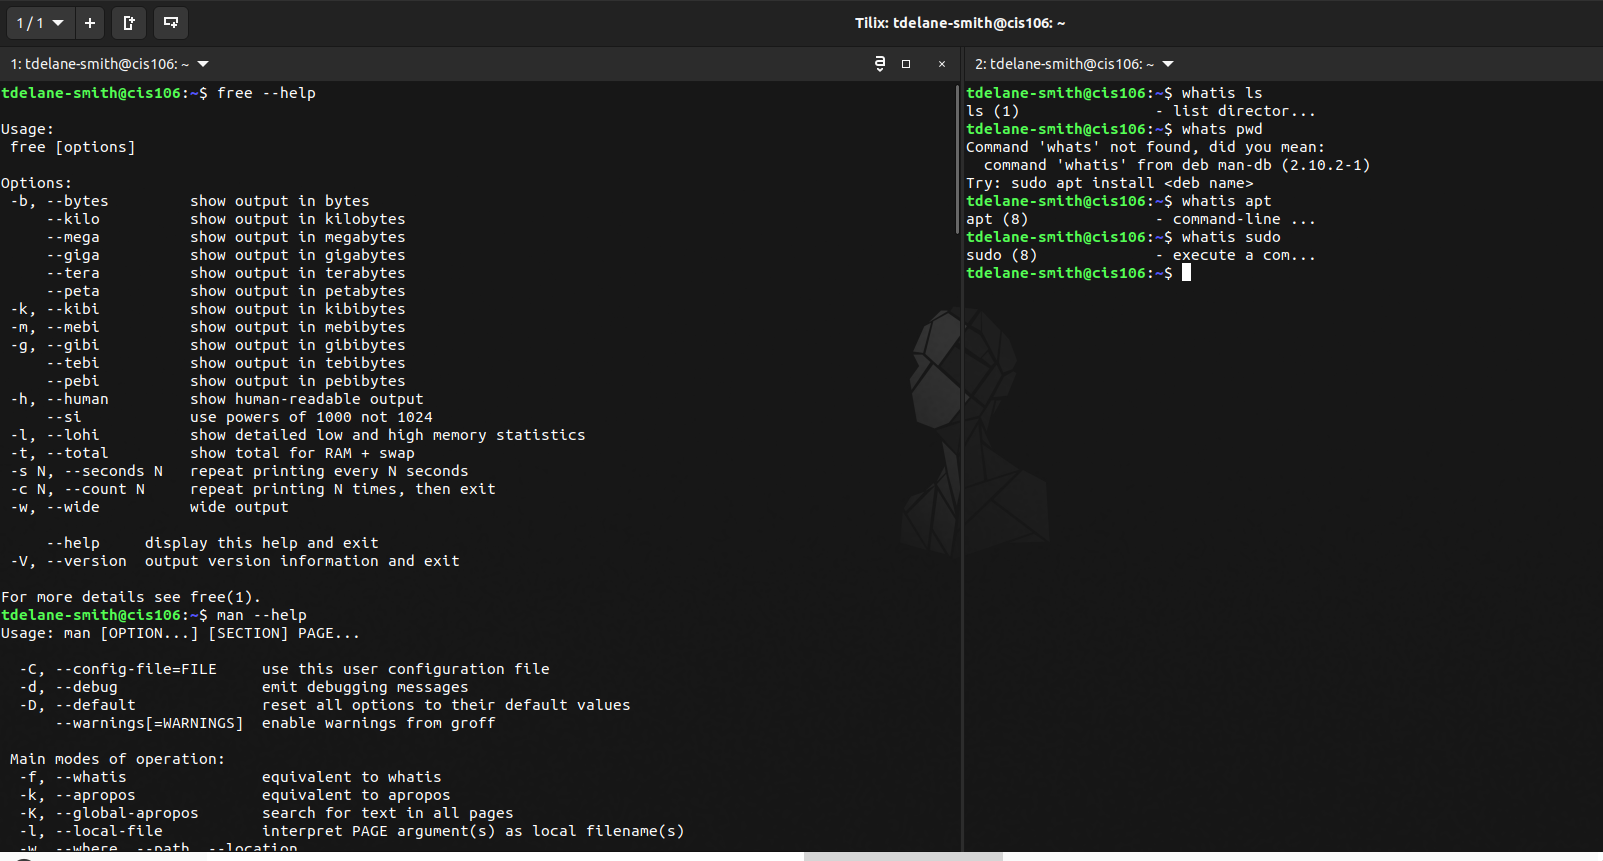 1 / 1
Tilix: tdelane-smith@cis106: ~
1: tdelane-smith@cis106: ~
tdelane-smith@cis106:~$ free --help
Usage:
 free [options]
Options:
 -b, --bytes         show output in bytes
     --kilo          show output in kilobytes
     --mega          show output in megabytes
     --giga          show output in gigabytes
     --tera          show output in terabytes
     --peta          show output in petabytes
 -k, --kibi          show output in kibibytes
 -m, --mebi          show output in mebibytes
 -g, --gibi          show output in gibibytes
     --tebi          show output in tebibytes
     --pebi          show output in pebibytes
 -h, --human         show human-readable output
     --si            use powers of 1000 not 1024
 -l, --lohi          show detailed low and high memory statistics
 -t, --total         show total for RAM + swap
 -s N, --seconds N   repeat printing every N seconds
 -c N, --count N     repeat printing N times, then exit
 -w, --wide          wide output
     --help     display this help and exit
 -V, --version  output version information and exit
For more details see free(1).
tdelane-smith@cis106:~$ man --help
Usage: man [OPTION...] [SECTION] PAGE...
  -C, --config-file=FILE     use this user configuration file
  -d, --debug                emit debugging messages
  -D, --default              reset all options to their default values
      --warnings[=WARNINGS]  enable warnings from groff
 Main modes of operation:
  -f, --whatis               equivalent to whatis
  -k, --apropos              equivalent to apropos
  -K, --global-apropos       search for text in all pages
  -l, --local-file           interpret PAGE argument(s) as local filename(s)
  -w, --where, --path, --location
2: tdelane-smith@cis106: ~
tdelane-smith@cis106:~$ whatis ls
ls (1)               - list director...
tdelane-smith@cis106:~$ whats pwd
Command 'whats' not found, did you mean:
  command 'whatis' from deb man-db (2.10.2-1)
Try: sudo apt install <deb name>
tdelane-smith@cis106:~$ whatis apt
apt (8)              - command-line ...
tdelane-smith@cis106:~$ whatis sudo
sudo (8)             - execute a com...
tdelane-smith@cis106:~$